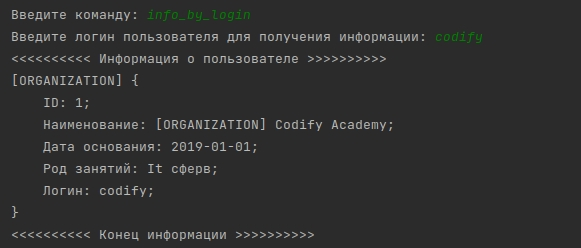 Введите команду: info_by_login
Введите логин пользователя для получения информации: codify
<<<<<<<<<< Информация о пользователе >>>>>>>>>>
[ORGANIZATION] {
    ID: 1;
    Наименование: [ORGANIZATION] Codify Academy;
    Дата основания: 2019-01-01;
    Род занятий: It сферв;
    Логин: codify;
}
<<<<<<<<<< Конец информации >>>>>>>>>>